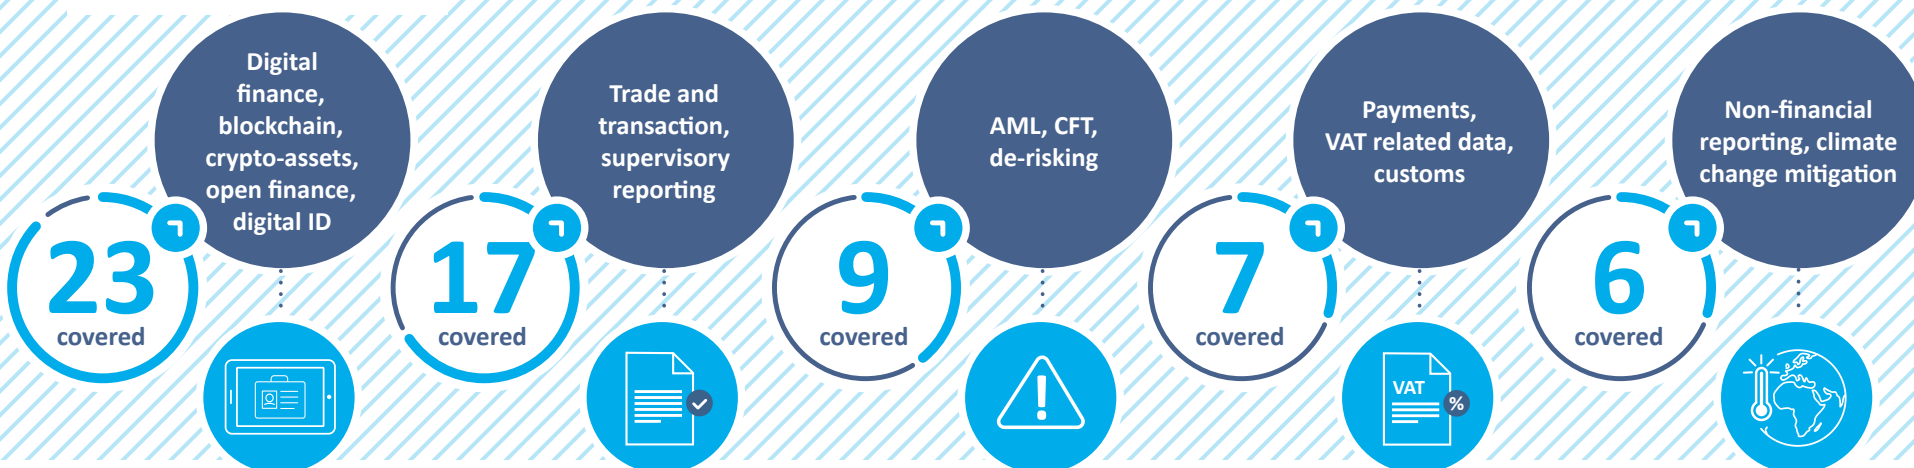 Digital
finance,
blockchain,
crypto-assets,
open finance,
digital ID
23
covered
Trade and
transaction,
supervisory
reporting
17
covered
AML, CFT,
de-risking
9
covered
Payments,
VAT related data,
customs
7
covered
VAT
%
Non-financial
reporting, climate
change mitigation
6
covered